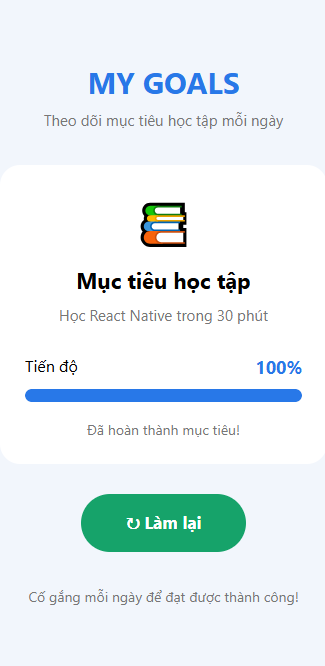 MY GOALS
Theo dõi mục tiêu học tập mỗi ngày
Mục tiêu học tập
Học React Native trong 30 phút
Tiến độ 100%
Đã hoàn thành mục tiêu!
↻ Làm lại
Cố gắng mỗi ngày để đạt được thành công!